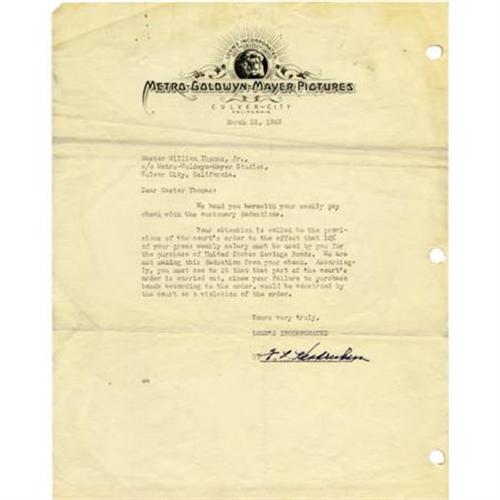 LOEW'S INCORPORATED
METRO-GOLDWYN-MAYER PICTURES
CULVER-CITY
CALIFORNIA
March 22, 1943
Master William Thomas, Jr.,
c/o Metro-Goldwyn-Mayer Studios,
Culver City, California.
Dear Master Thomas:
We hand you herewith your weekly pay
check with the customary deductions.
Your attention is called to the provi-
sions of the court's order to the effect that 10%
of your gross weekly salary must be used by you for
the purchase of United States Savings Bonds. We are
not making this deduction from your check. According-
ly, you must see to it that that part of the court's
order is carried out, since your failure to purchase
bonds according to the order, would be construed by
the court as a violation of the order.
Yours very truly,
LOEW'S INCORPORATED